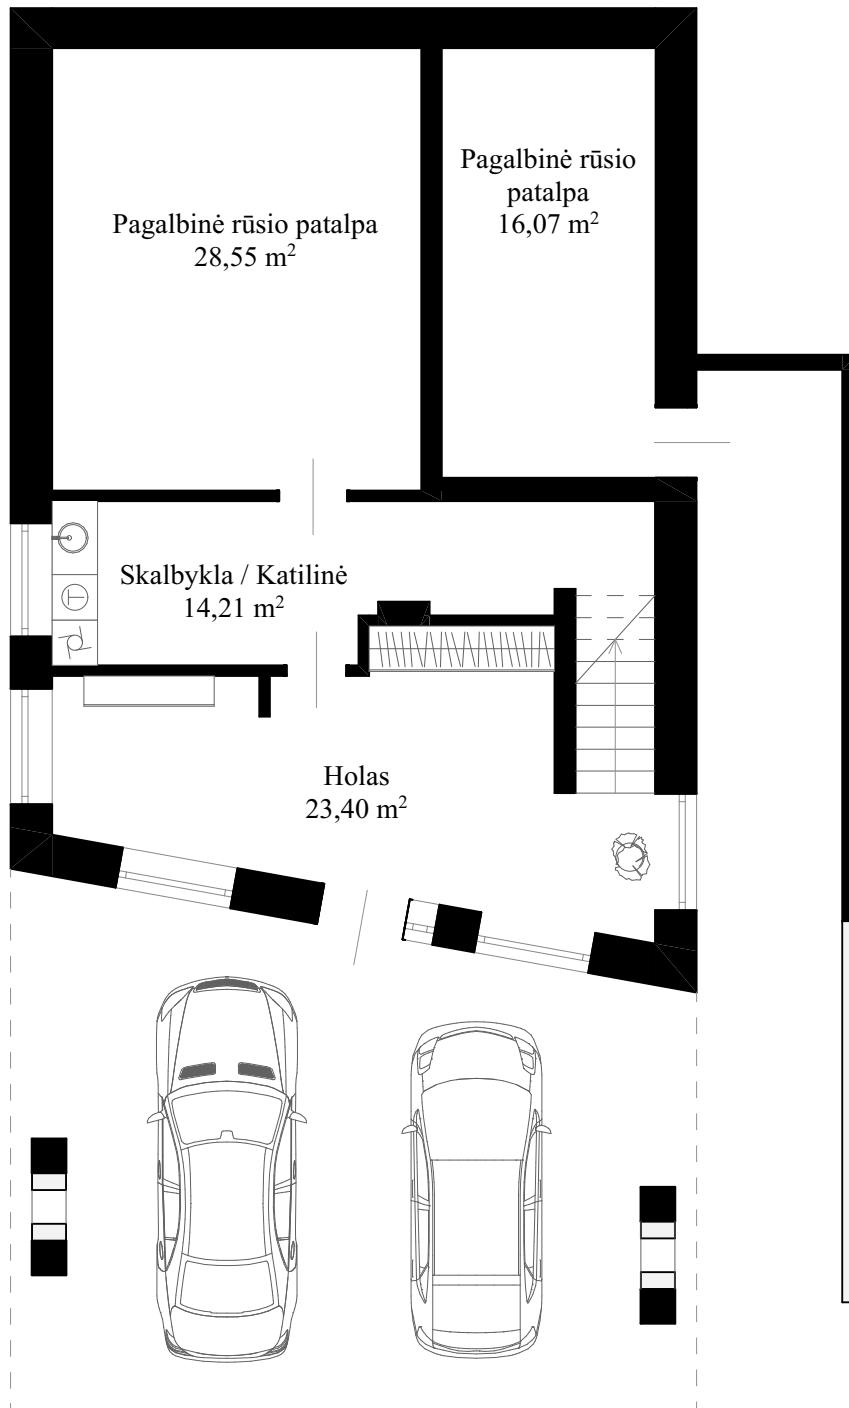 Pagalbinė rūsio
patalpa
16,07 m²
Pagalbinė rūsio patalpa
28,55 m²
Skalbykla / Katilinė
14,21 m²
Holas
23,40 m²